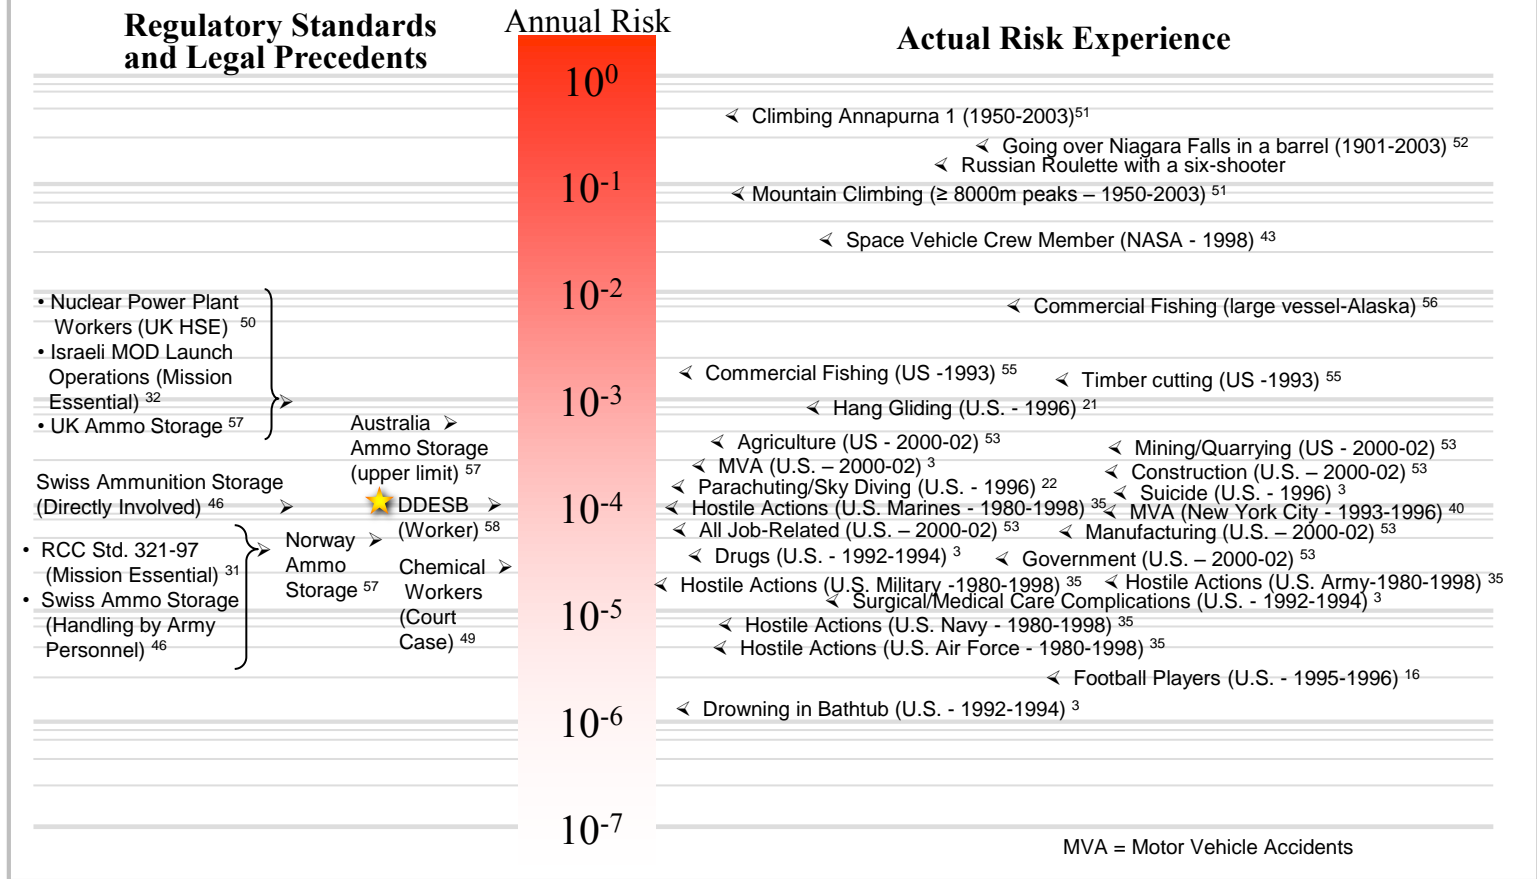 Regulatory Standards
and Legal Precedents
Annual Risk
Actual Risk Experience
10⁰
10⁻¹
10⁻²
10⁻³
10⁻⁴
10⁻⁵
10⁻⁶
10⁻⁷
• Nuclear Power Plant
Workers (UK HSE) ⁵⁰
• Israeli MOD Launch
Operations (Mission
Essential) ³²
• UK Ammo Storage ⁵⁷
Australia
Ammo Storage
(upper limit) ⁵⁷
Swiss Ammunition Storage
(Directly Involved) ⁴⁶
DDESB
(Worker) ⁵⁸
• RCC Std. 321-97
(Mission Essential) ³¹
• Swiss Ammo Storage
(Handling by Army
Personnel) ⁴⁶
Norway
Ammo
Storage ⁵⁷
Chemical
Workers
(Court
Case) ⁴⁹
Climbing Annapurna 1 (1950-2003)⁵¹
Going over Niagara Falls in a barrel (1901-2003) ⁵²
Russian Roulette with a six-shooter
Mountain Climbing (≥ 8000m peaks – 1950-2003) ⁵¹
Space Vehicle Crew Member (NASA - 1998) ⁴³
Commercial Fishing (large vessel-Alaska) ⁵⁶
Commercial Fishing (US -1993) ⁵⁵
Timber cutting (US -1993) ⁵⁵
Hang Gliding (U.S. - 1996) ²¹
Agriculture (US - 2000-02) ⁵³
Mining/Quarrying (US - 2000-02) ⁵³
MVA (U.S. – 2000-02) ³
Construction (U.S. – 2000-02) ⁵³
Parachuting/Sky Diving (U.S. - 1996) ²²
Suicide (U.S. - 1996) ³
Hostile Actions (U.S. Marines - 1980-1998) ³⁵
MVA (New York City - 1993-1996) ⁴⁰
All Job-Related (U.S. – 2000-02) ⁵³
Manufacturing (U.S. – 2000-02) ⁵³
Drugs (U.S. - 1992-1994) ³
Government (U.S. – 2000-02) ⁵³
Hostile Actions (U.S. Military -1980-1998) ³⁵
Hostile Actions (U.S. Army-1980-1998) ³⁵
Surgical/Medical Care Complications (U.S. - 1992-1994) ³
Hostile Actions (U.S. Navy - 1980-1998) ³⁵
Hostile Actions (U.S. Air Force - 1980-1998) ³⁵
Football Players (U.S. - 1995-1996) ¹⁶
Drowning in Bathtub (U.S. - 1992-1994) ³
MVA = Motor Vehicle Accidents